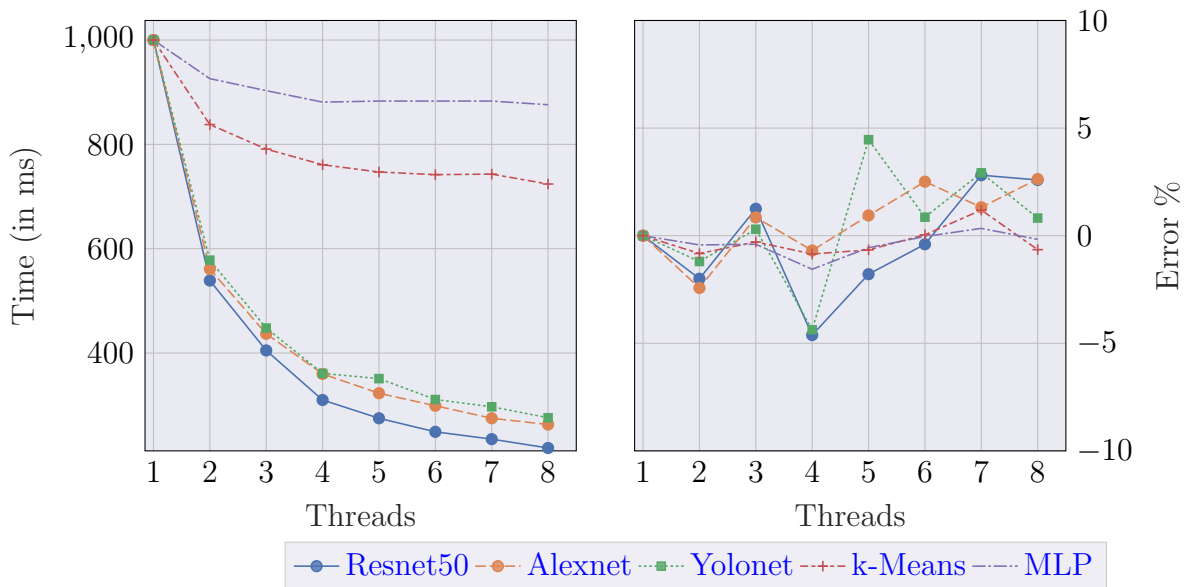 1,000
800
600
400
Time (in ms)
1 2 3 4 5 6 7 8
Threads
10
5
0
−5
−10
Error %
1 2 3 4 5 6 7 8
Threads
Resnet50 Alexnet Yolonet k-Means MLP